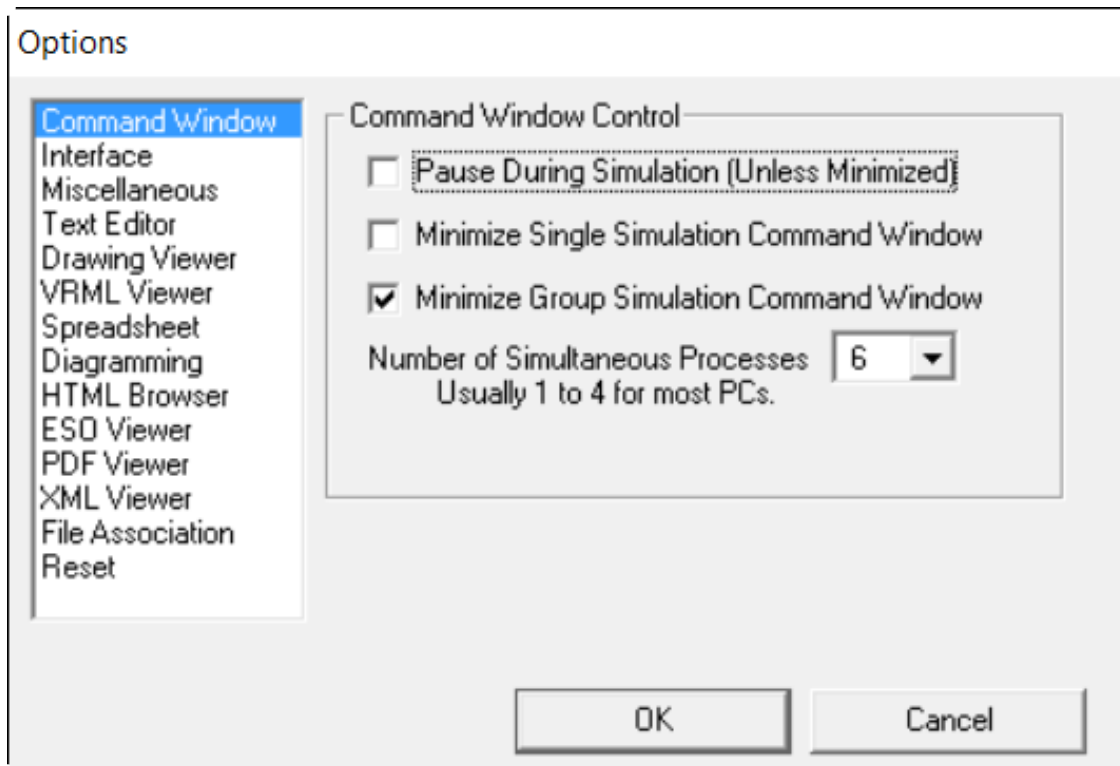 Options
Command Window
Interface
Miscellaneous
Text Editor
Drawing Viewer
VRML Viewer
Spreadsheet
Diagramming
HTML Browser
ESO Viewer
PDF Viewer
XML Viewer
File Association
Reset
Command Window Control
Pause During Simulation (Unless Minimized)
Minimize Single Simulation Command Window
Minimize Group Simulation Command Window
Number of Simultaneous Processes 6
Usually 1 to 4 for most PCs.
OK Cancel